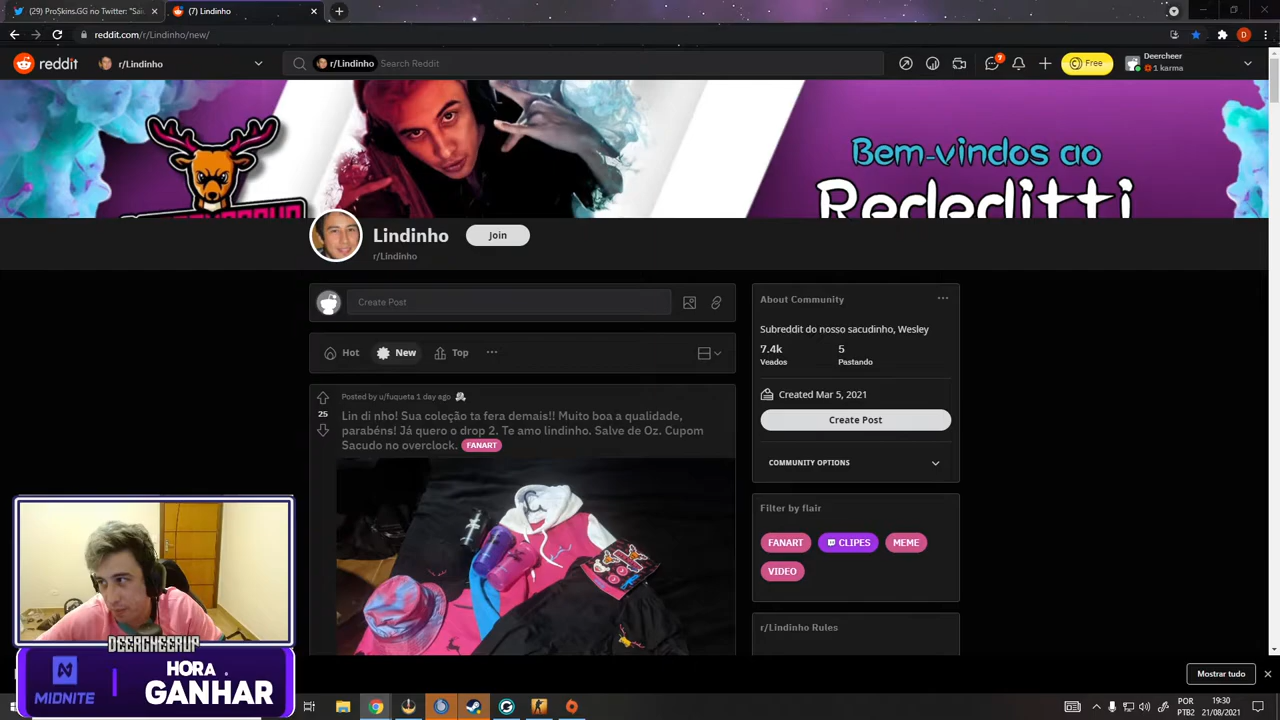 (29) ProSkins.GG no Twitter: "Sai
(7) Lindinho
reddit.com/r/Lindinho/new/
D
reddit
r/Lindinho
r/Lindinho
Search Reddit
7
Free
Deercheer
1 karma
Bem-vindos ao
Rededitti
Lindinho
Join
r/Lindinho
Create Post
Hot
New
Top
Posted by u/fuqueta 1 day ago
25
Lin di nho! Sua coleção ta fera demais!! Muito boa a qualidade,
parabéns! Já quero o drop 2. Te amo lindinho. Salve de Oz. Cupom
Sacudo no overclock. FANART
About Community
Subreddit do nosso sacudinho, Wesley
7.4k
5
Veados
Pastando
Created Mar 5, 2021
Create Post
COMMUNITY OPTIONS
Filter by flair
FANART
CLIPES
MEME
VIDEO
r/Lindinho Rules
DEERCHEERUP
MIDNITE
HORA
GANHAR
Mostrar tudo
POR
PTB2
19:30
21/08/2021